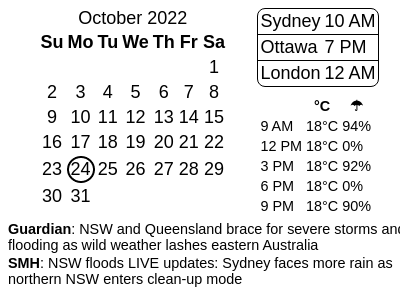 October 2022
Su Mo Tu We Th Fr Sa
1
2 3 4 5 6 7 8
9 10 11 12 13 14 15
16 17 18 19 20 21 22
23 24 25 26 27 28 29
30 31
Sydney 10 AM
Ottawa 7 PM
London 12 AM
°C ☂
9 AM 18°C 94%
12 PM 18°C 0%
3 PM 18°C 92%
6 PM 18°C 0%
9 PM 18°C 90%
Guardian: NSW and Queensland brace for severe storms and
flooding as wild weather lashes eastern Australia
SMH: NSW floods LIVE updates: Sydney faces more rain as
northern NSW enters clean-up mode